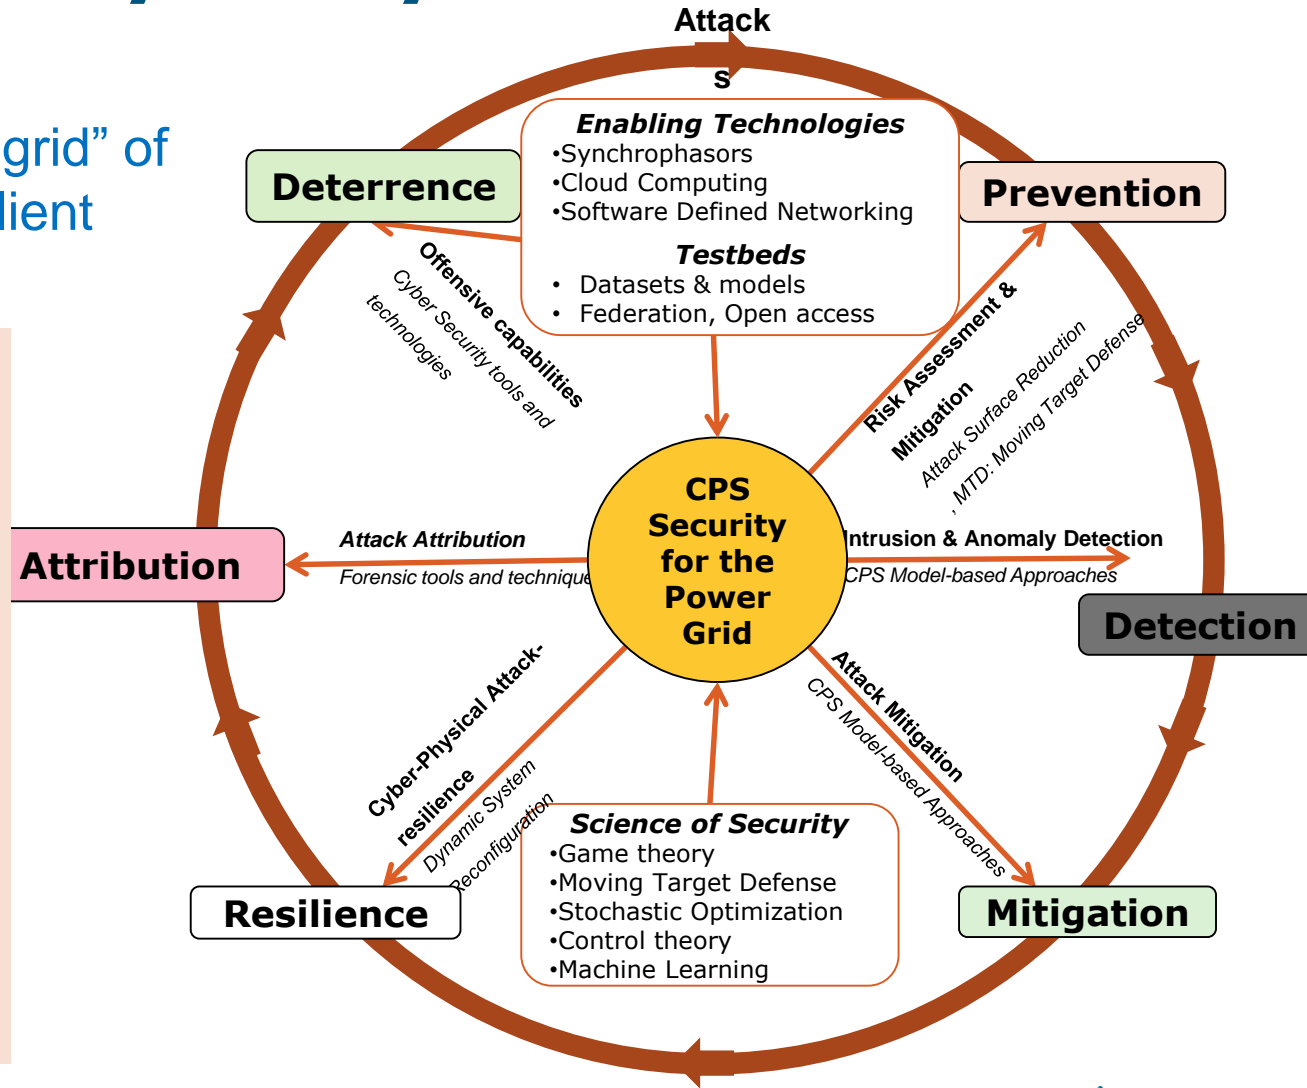 Attack
s
grid” of
lient
Enabling Technologies
•Synchrophasors
•Cloud Computing
•Software Defined Networking
Testbeds
• Datasets & models
• Federation, Open access
Deterrence
Prevention
Offensive capabilities
Cyber Security tools and
technologies
Risk Assessment &
Mitigation
Attack Surface Reduction
, MTD: Moving Target Defense
CPS
Security
for the
Power
Grid
Attribution
Attack Attribution
Forensic tools and technique
Intrusion & Anomaly Detection
CPS Model-based Approaches
Detection
Cyber-Physical Attack-
resilience
Dynamic System
Reconfiguration
Attack Mitigation
CPS Model-based Approaches
Science of Security
•Game theory
•Moving Target Defense
•Stochastic Optimization
•Control theory
•Machine Learning
Resilience
Mitigation